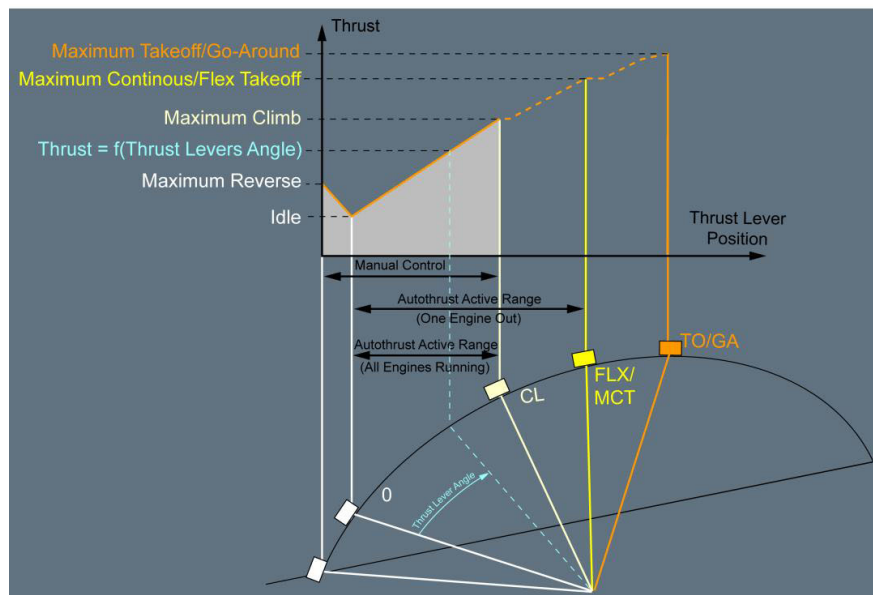 Thrust
Maximum Takeoff/Go-Around
Maximum Continous/Flex Takeoff
Maximum Climb
Thrust = f(Thrust Levers Angle)
Maximum Reverse
Idle
Thrust Lever
Position
Manual Control
Autothrust Active Range
(One Engine Out)
Autothrust Active Range
(All Engines Running)
TO/GA
FLX/
MCT
CL
0
Thrust Lever Angle